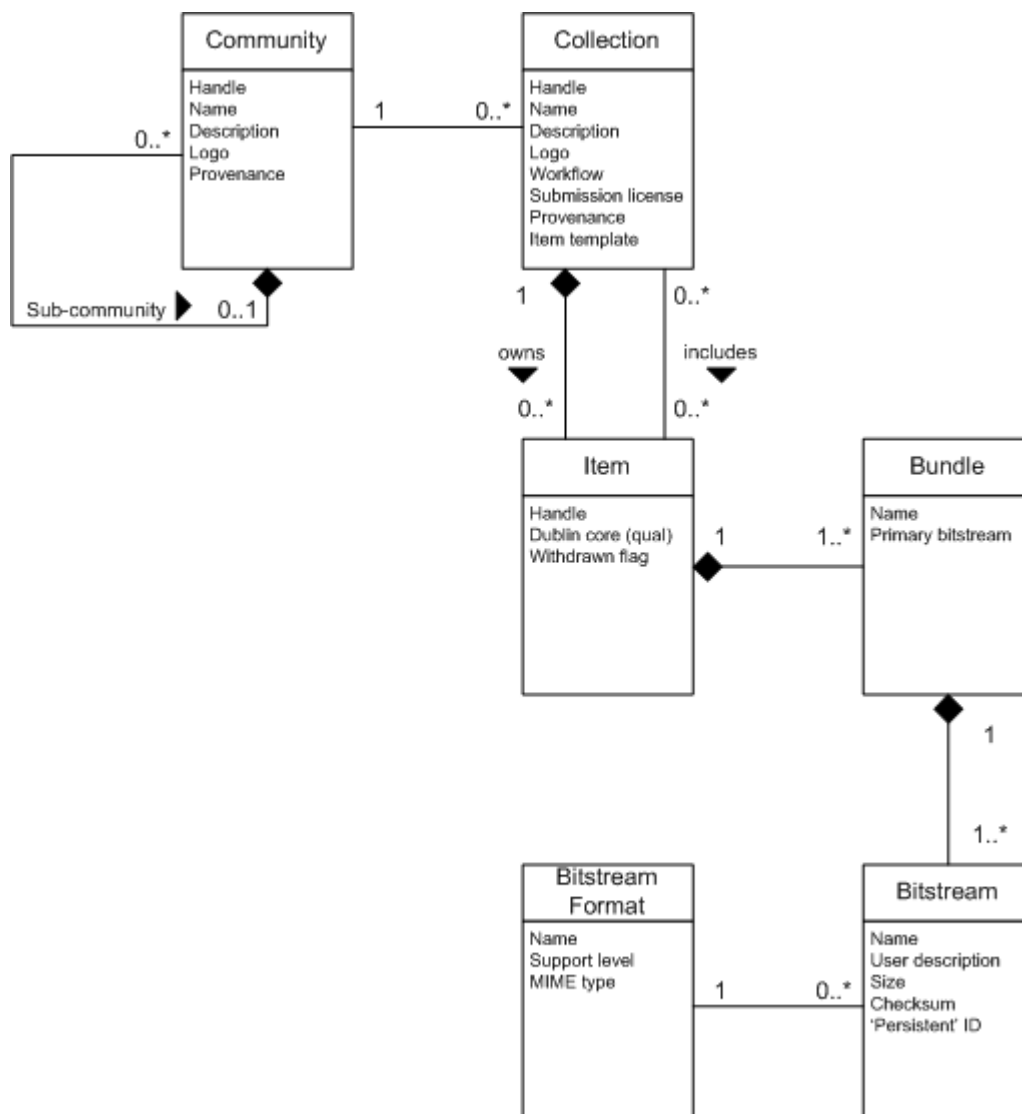 Community
Handle
Name
Description
Logo
Provenance
0..*
Sub-community
0..1
1
0..*
Collection
Handle
Name
Description
Logo
Workflow
Submission license
Provenance
Item template
1
0..*
owns
includes
0..*
0..*
Item
Handle
Dublin core (qual)
Withdrawn flag
1
1..*
Bundle
Name
Primary bitstream
1
1..*
Bitstream
Format
Name
Support level
MIME type
1
0..*
Bitstream
Name
User description
Size
Checksum
‘Persistent’ ID